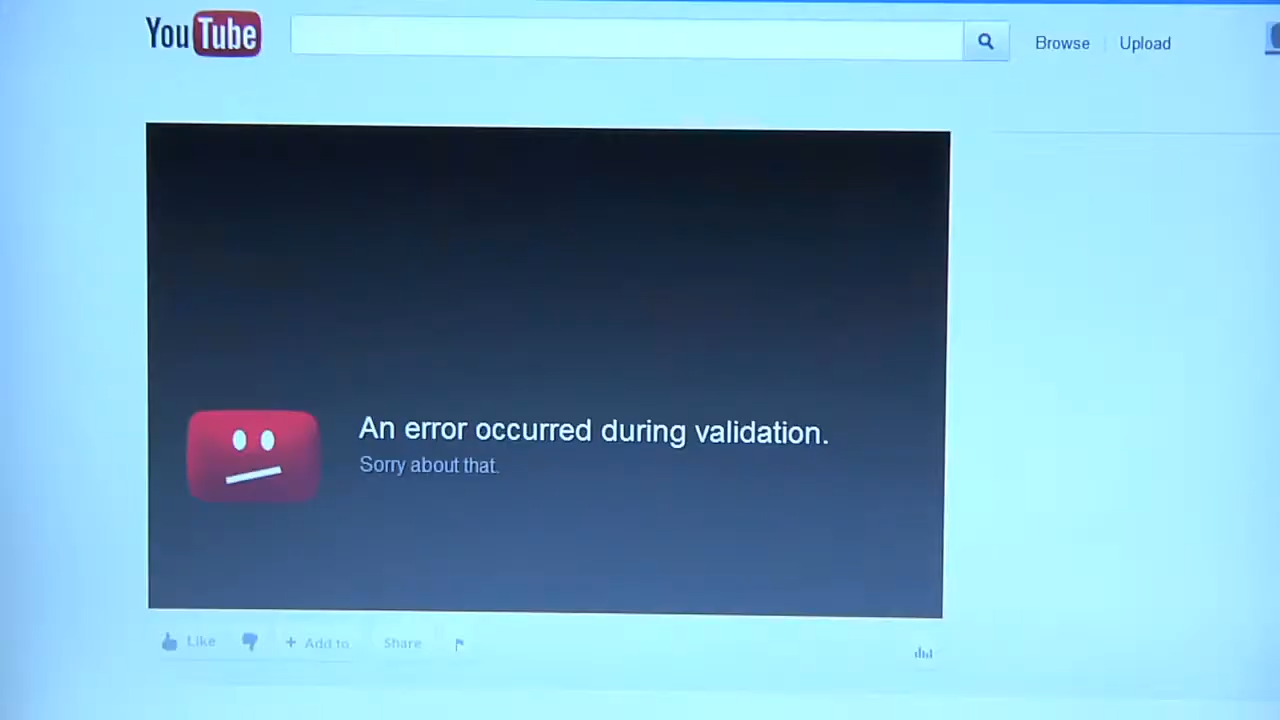 YouTube
Browse
Upload
An error occurred during validation.
Sorry about that.
Like
+ Add to
Share